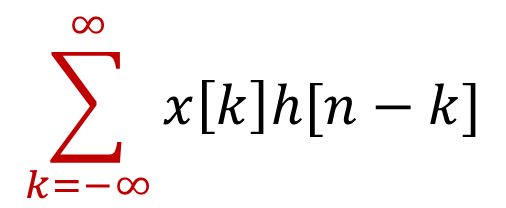 ∞
∑ x[k]h[n − k]
k=−∞